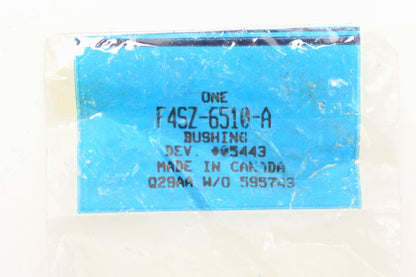 ONE
F4SZ-6510-A
BUSHING
DEV. #05443
MADE IN CANADA
Q29AA W/O 595743